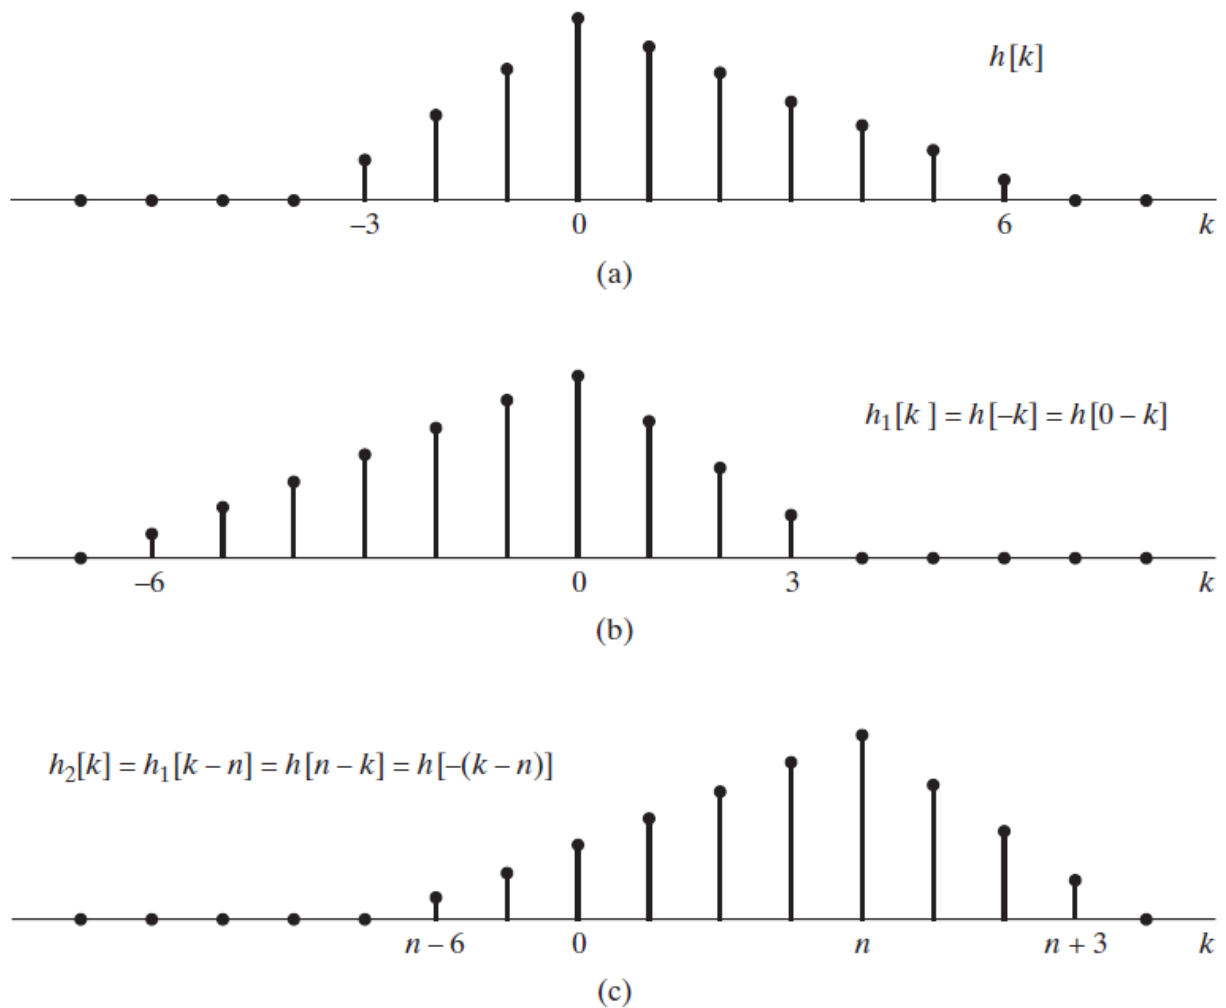 h[k]
–3 0 6 k
(a)
h₁[k ] = h[–k] = h[0 – k]
–6 0 3 k
(b)
h₂[k] = h₁[k – n] = h[n – k] = h[–(k – n)]
n – 6 0 n n + 3 k
(c)